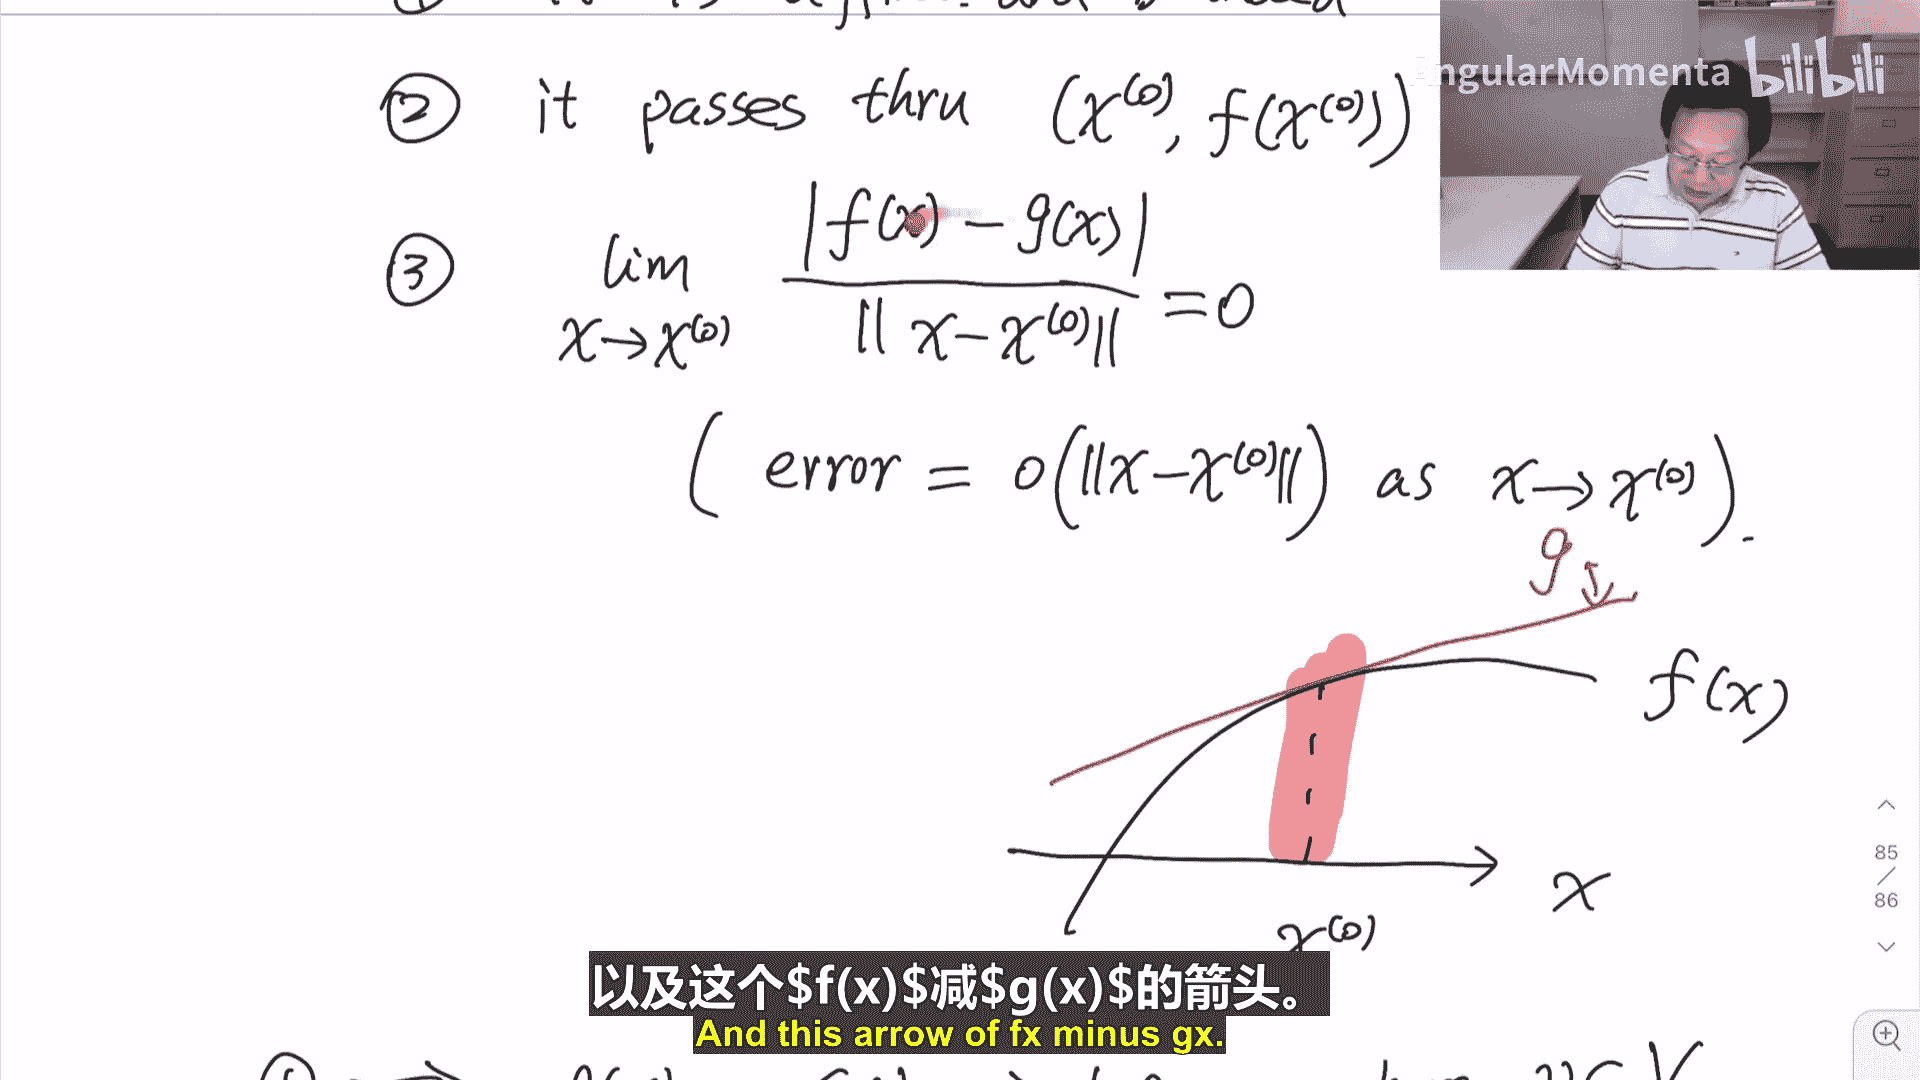 ② it passes thru (x^(0), f(x^(0)))
AngularMomenta bilibili
③ lim x→x^(0) |f(x) - g(x)| / ||x - x^(0)|| = 0
( error = o(||x - x^(0)||) as x→x^(0) ).
g
f(x)
x
x^(0)
85
/
86
以及这个$f(x)$减$g(x)$的箭头。
And this arrow of fx minus gx.